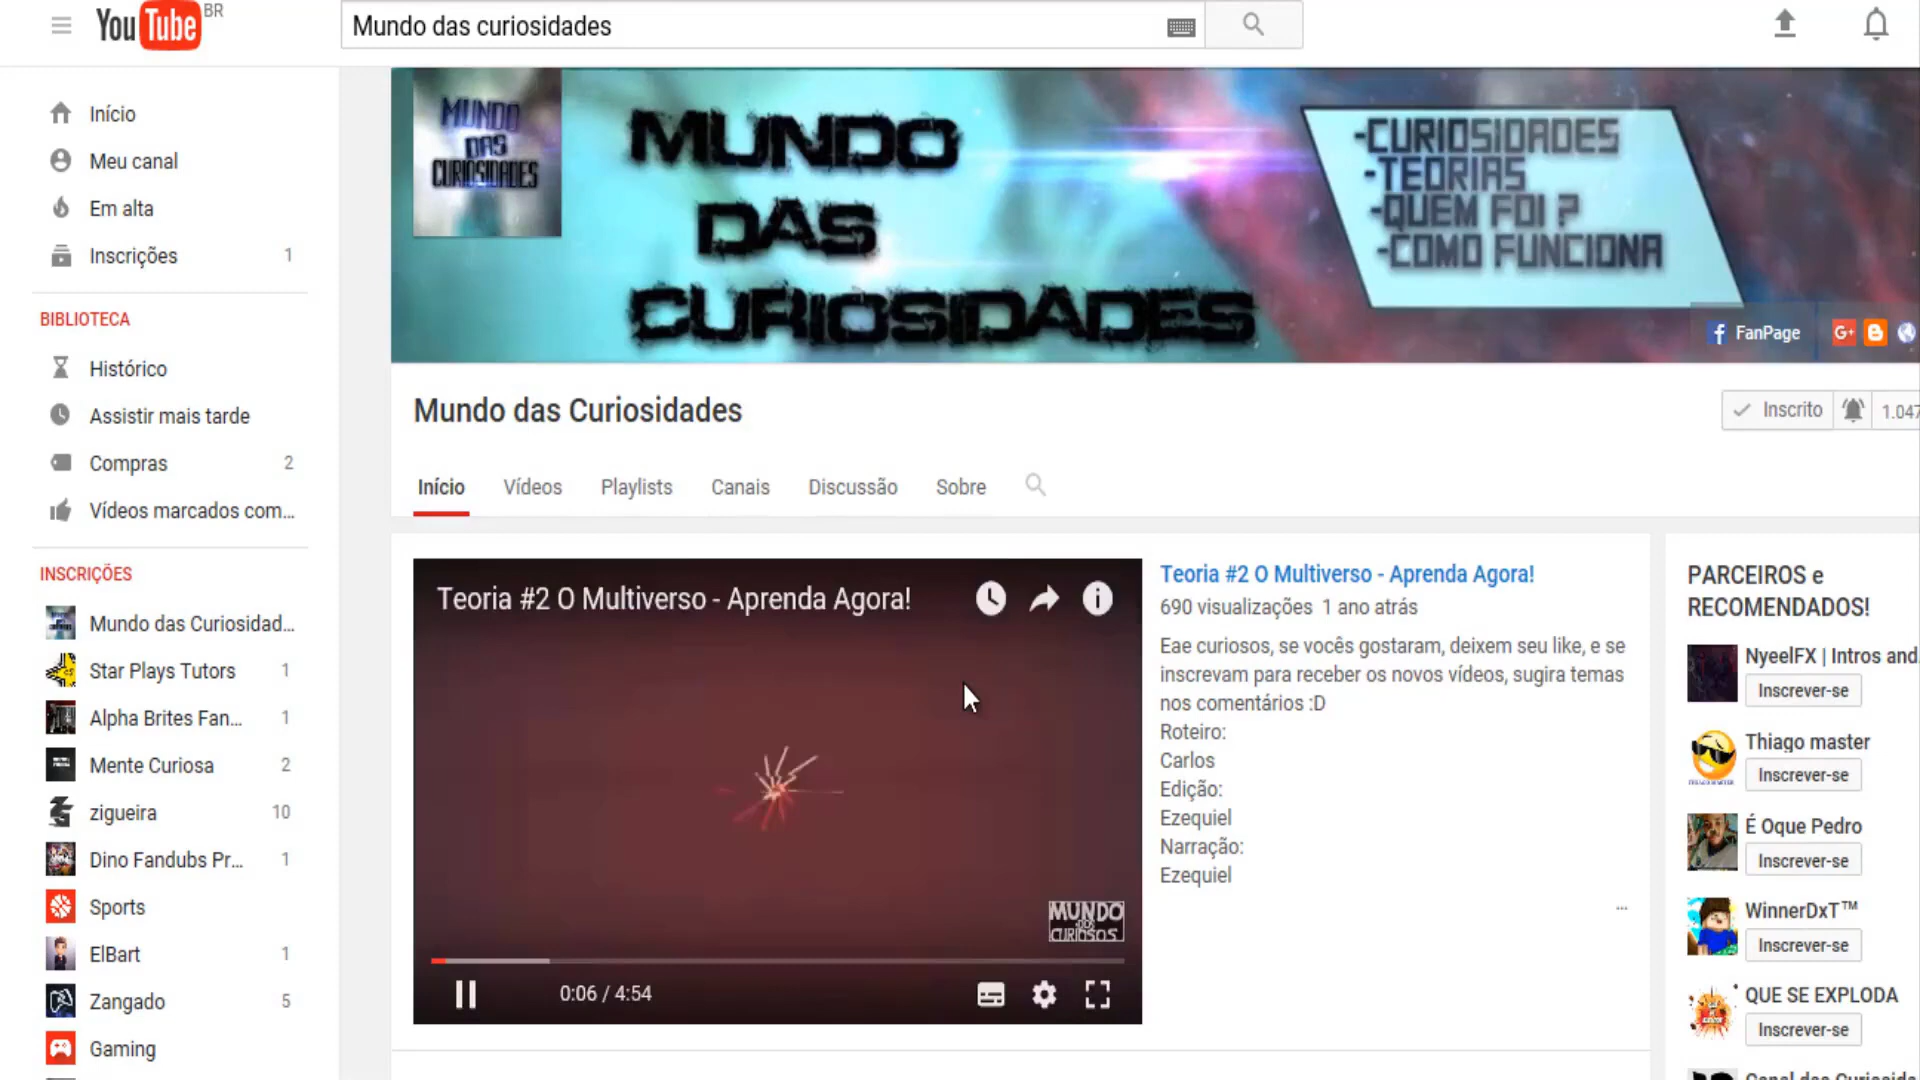 YouTube BR
Mundo das curiosidades
Início
Meu canal
Em alta
Inscrições 1
BIBLIOTECA
Histórico
Assistir mais tarde
Compras 2
Vídeos marcados com...
INSCRIÇÕES
Mundo das Curiosidad...
Star Plays Tutors 1
Alpha Brites Fan... 1
Mente Curiosa 2
zigueira 10
Dino Fandubs Pr... 1
Sports
ElBart 1
Zangado 5
Gaming
MUNDO
DAS
CURIOSIDADES
MUNDO
DAS
CURIOSIDADES
-CURIOSIDADES
-TEORIAS
-QUEM FOI ?
-COMO FUNCIONA
FanPage
Mundo das Curiosidades
Inscrito 1.047
Início Vídeos Playlists Canais Discussão Sobre
Teoria #2 O Multiverso - Aprenda Agora!
MUNDO
DOS
CURIOSOS
0:06 / 4:54
Teoria #2 O Multiverso - Aprenda Agora!
690 visualizações 1 ano atrás
Eae curiosos, se vocês gostaram, deixem seu like, e se
inscrevam para receber os novos vídeos, sugira temas
nos comentários :D
Roteiro:
Carlos
Edição:
Ezequiel
Narração:
Ezequiel
...
PARCEIROS e
RECOMENDADOS!
NyeelFX | Intros and
Inscrever-se
Thiago master
Inscrever-se
É Oque Pedro
Inscrever-se
WinnerDxT™
Inscrever-se
QUE SE EXPLODA
Inscrever-se